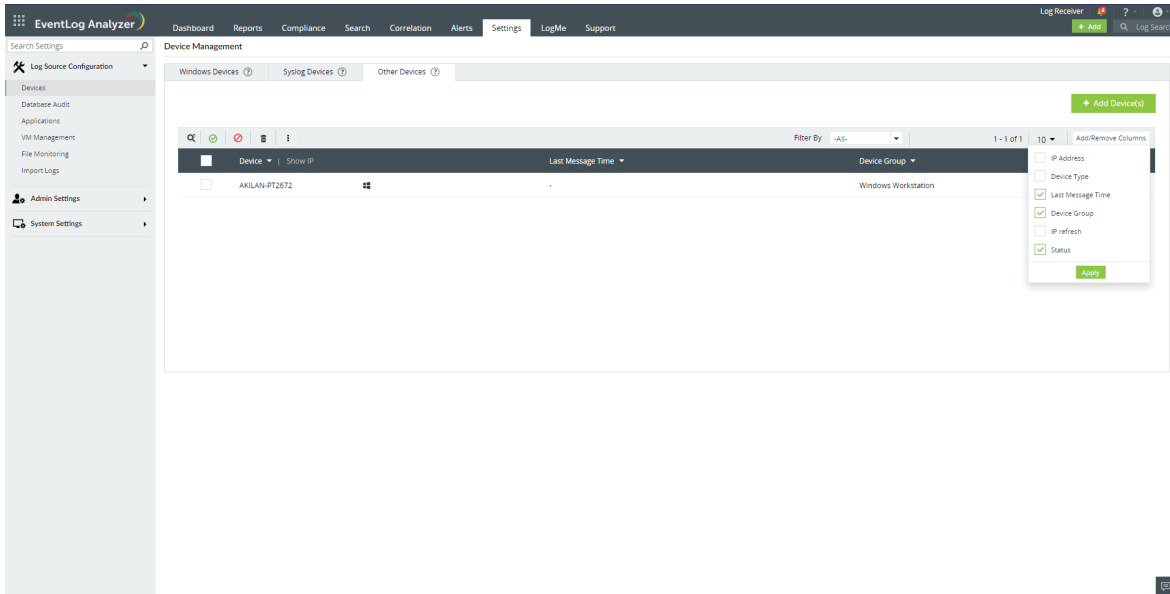 Log Receiver ?
EventLog Analyzer
Dashboard Reports Compliance Search Correlation Alerts Settings LogMe Support
+ Add Log Search
Search Settings
Device Management
Log Source Configuration
Windows Devices ? Syslog Devices ? Other Devices ?
Devices
Database Audit
+ Add Device(s)
Applications
VM Management
Filter By -All- 1 - 1 of 1 10 Add/Remove Columns
File Monitoring
Device | Show IP Last Message Time Device Group
Import Logs
IP Address
Device Type
AKILAN-PT2672 - Windows Workstation
Last Message Time
Admin Settings
Device Group
System Settings
IP refresh
Status
Apply